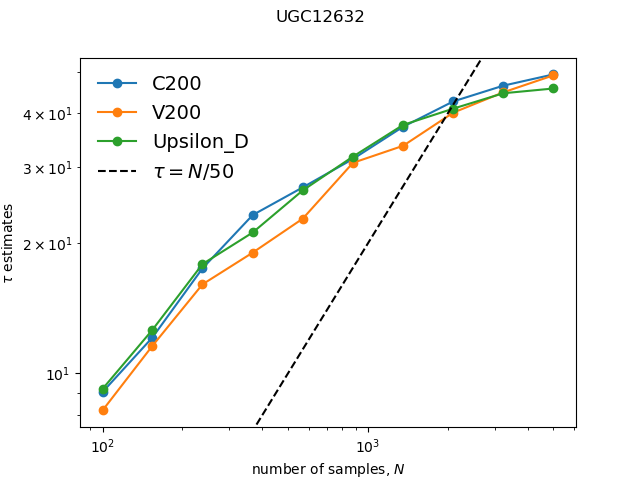 UGC12632
C200
V200
Upsilon_D
τ = N/50
4 × 10¹
3 × 10¹
2 × 10¹
10¹
τ estimates
10² 10³
number of samples, N